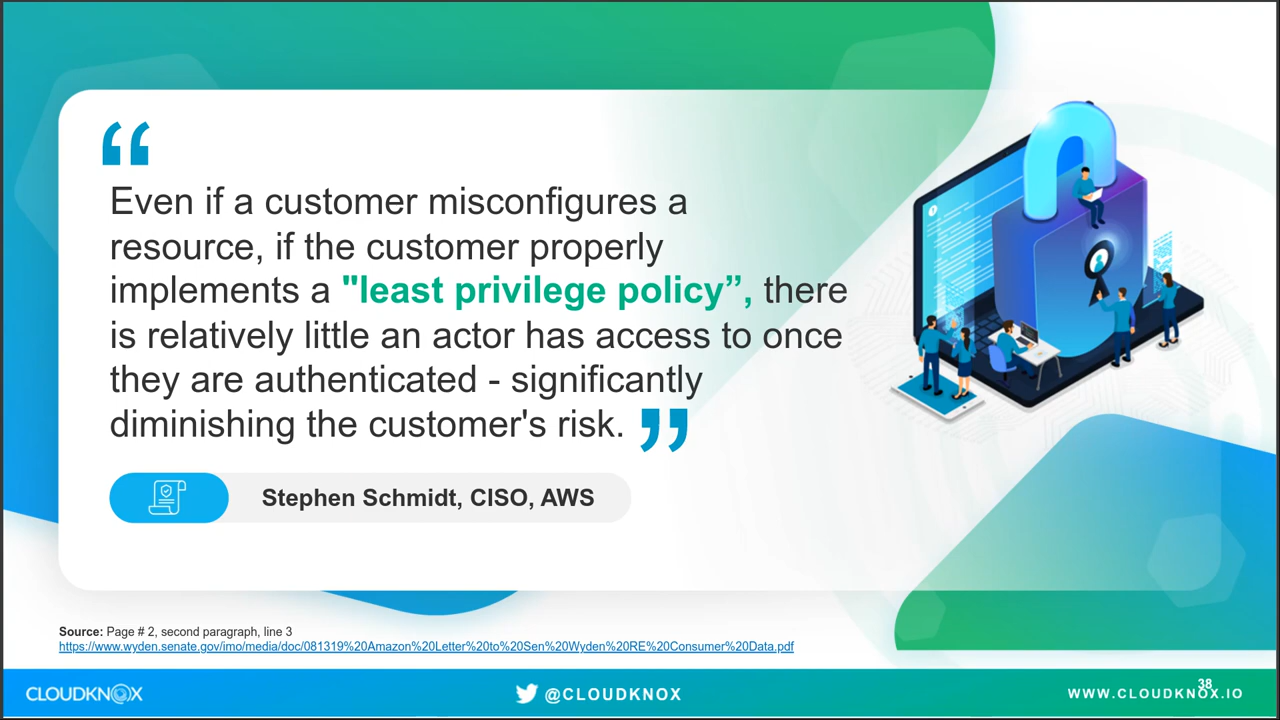 “
Even if a customer misconfigures a
resource, if the customer properly
implements a "least privilege policy”, there
is relatively little an actor has access to once
they are authenticated - significantly
diminishing the customer's risk. ”
Stephen Schmidt, CISO, AWS
Source: Page # 2, second paragraph, line 3
https://www.wyden.senate.gov/imo/media/doc/081319%20Amazon%20Letter%20to%20Sen%20Wyden%20RE%20Consumer%20Data.pdf
CLOUDKNOX
@CLOUDKNOX
38
WWW.CLOUDKNOX.IO